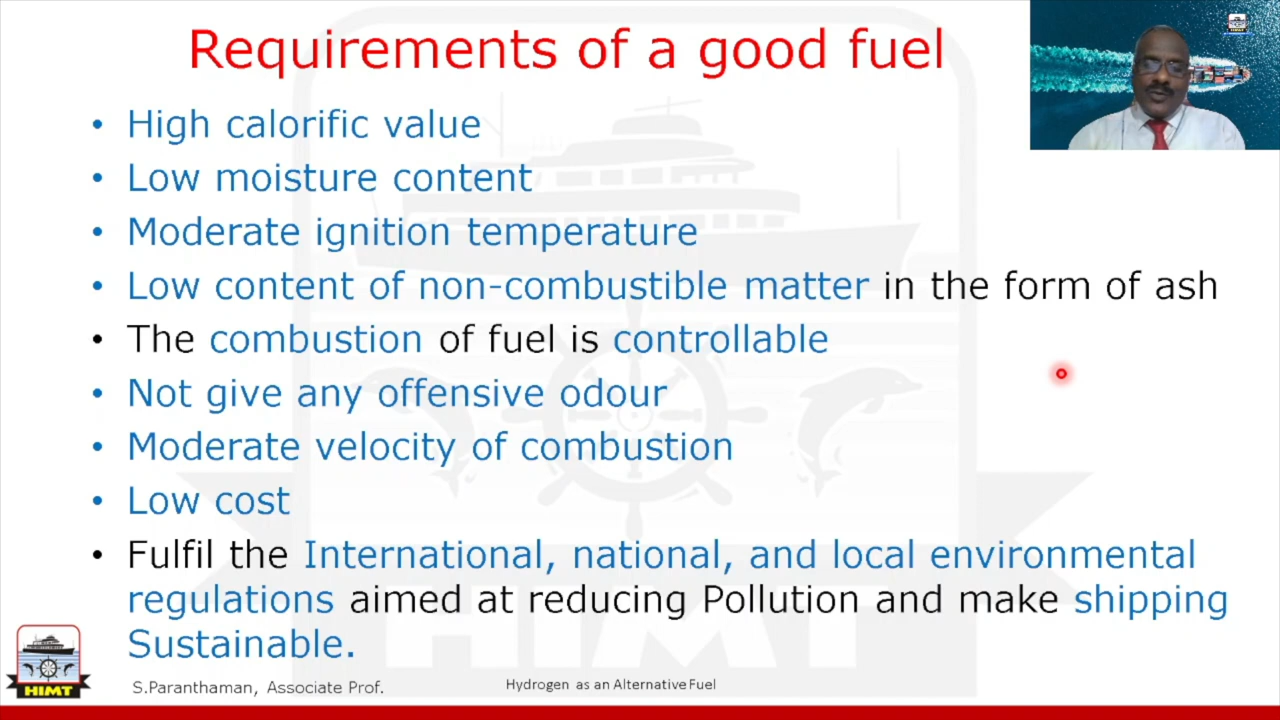 Requirements of a good fuel
• High calorific value
• Low moisture content
• Moderate ignition temperature
• Low content of non-combustible matter in the form of ash
• The combustion of fuel is controllable
• Not give any offensive odour
• Moderate velocity of combustion
• Low cost
• Fulfil the International, national, and local environmental
regulations aimed at reducing Pollution and make shipping
Sustainable.
HIMT
S.Paranthaman, Associate Prof.
Hydrogen as an Alternative Fuel
HIMT
HIMT